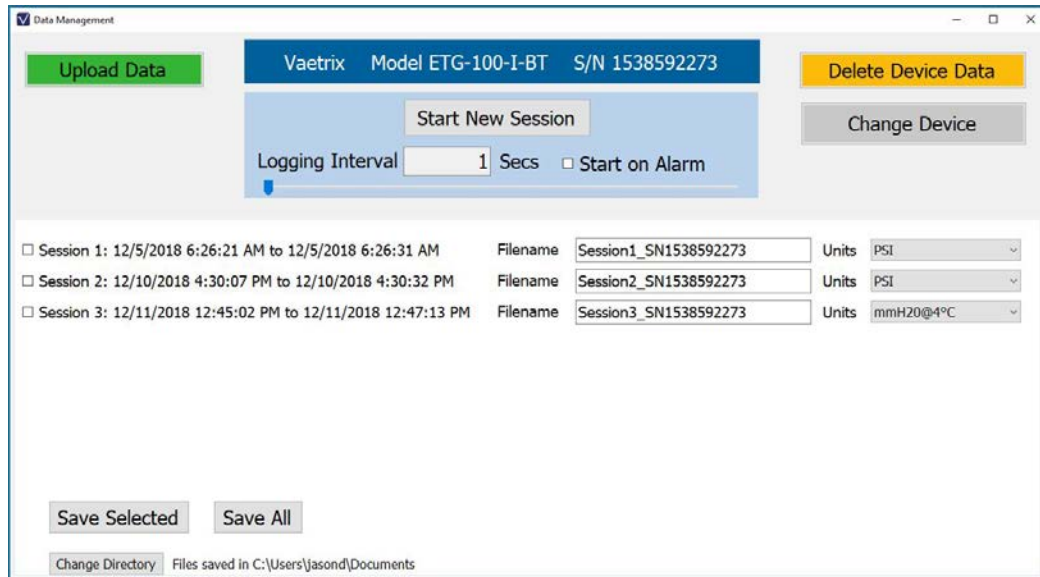 Data Management
Upload Data
Vaetrix Model ETG-100-I-BT S/N 1538592273
Delete Device Data
Start New Session
Change Device
Logging Interval 1 Secs Start on Alarm
Session 1: 12/5/2018 6:26:21 AM to 12/5/2018 6:26:31 AM Filename Session1_SN1538592273 Units PSI
Session 2: 12/10/2018 4:30:07 PM to 12/10/2018 4:30:32 PM Filename Session2_SN1538592273 Units PSI
Session 3: 12/11/2018 12:45:02 PM to 12/11/2018 12:47:13 PM Filename Session3_SN1538592273 Units mmH20@4°C
Save Selected Save All
Change Directory Files saved in C:\Users\jasond\Documents